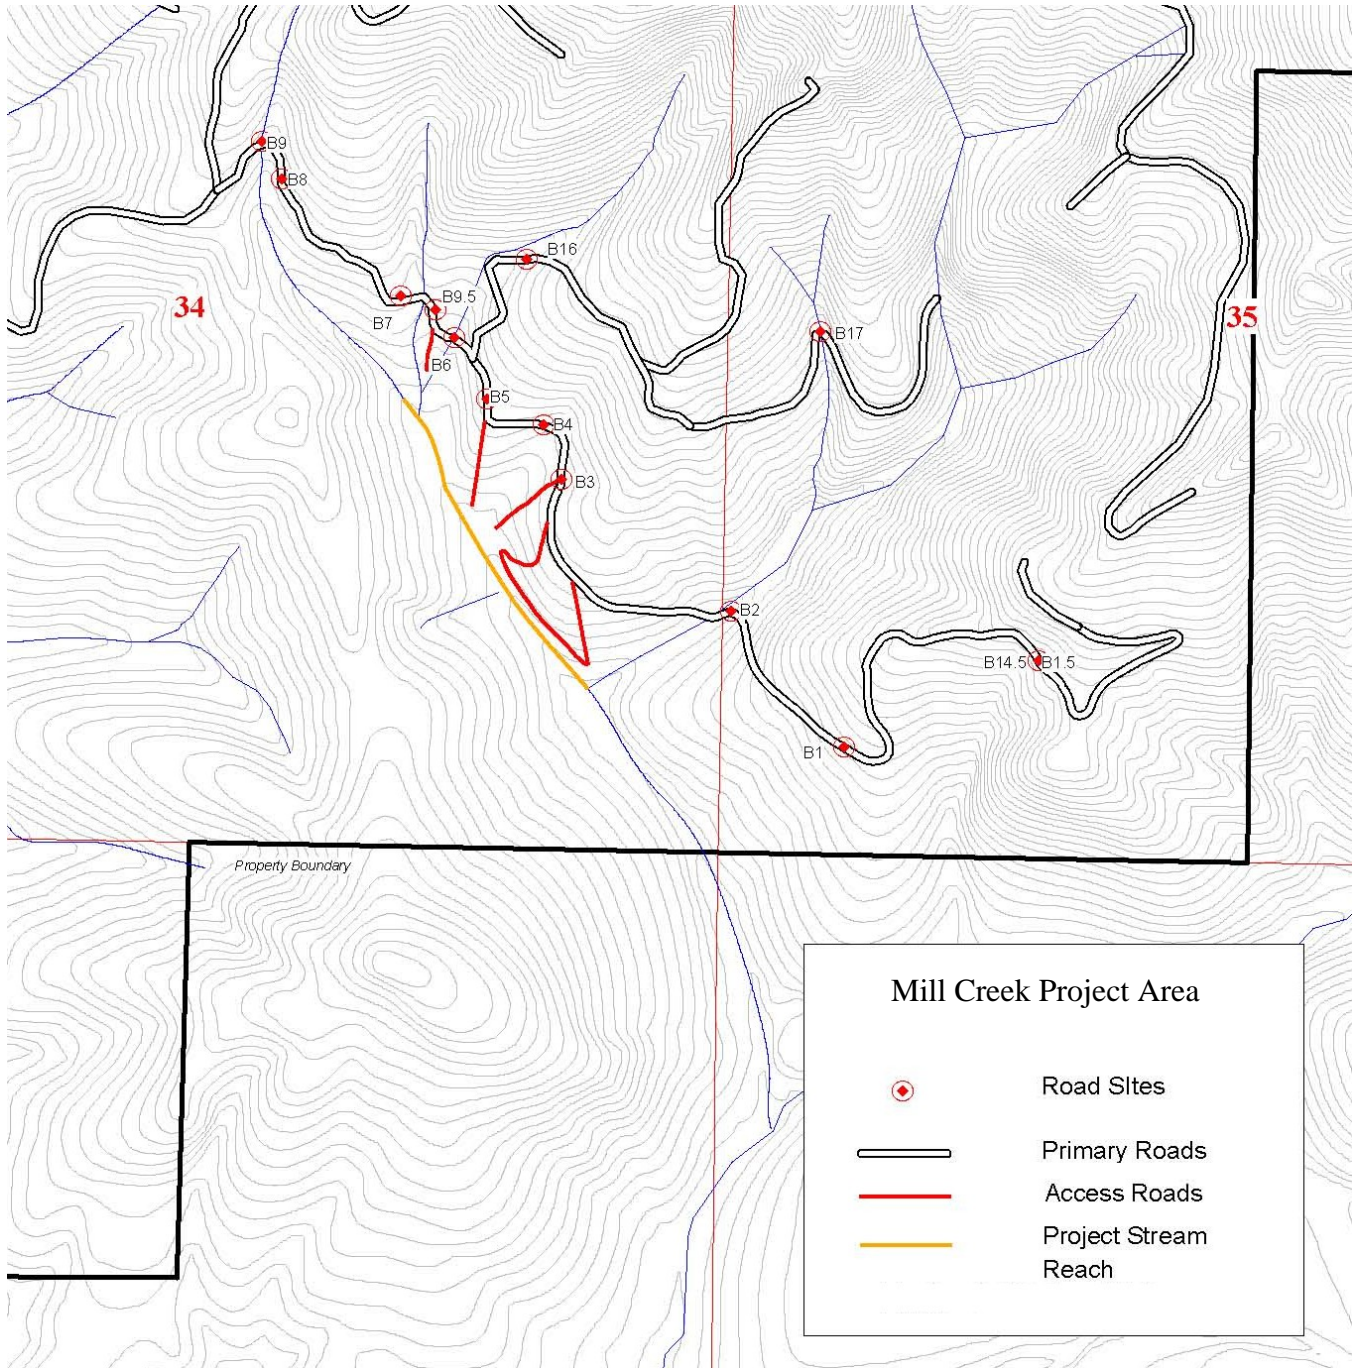 B9
B8
B16
34
B9.5
B7
35
B17
B6
B5
B4
B3
B2
B14.5 B1.5
B1
Property Boundary
Mill Creek Project Area
Road SItes
Primary Roads
Access Roads
Project Stream
Reach